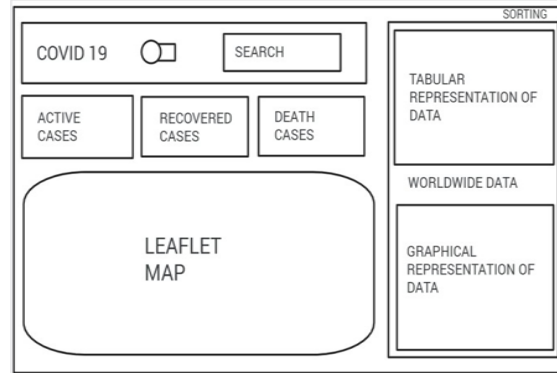 SORTING
COVID 19
SEARCH
ACTIVE
CASES
RECOVERED
CASES
DEATH
CASES
LEAFLET
MAP
TABULAR
REPRESENTATION OF
DATA
WORLDWIDE DATA
GRAPHICAL
REPRESENTATION OF
DATA